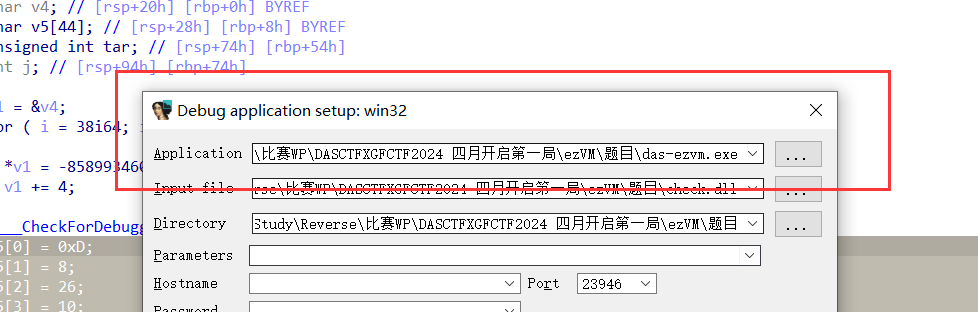 har v4; // [rsp+20h] [rbp+0h] BYREF
har v5[44]; // [rsp+28h] [rbp+8h] BYREF
nsigned int tar; // [rsp+74h] [rbp+54h]
nt j; // [rsp+94h] [rbp+74h]
1 = &v4;
or ( i = 38i64; i
*v1 = -858993460
v1 += 4;
___CheckForDebugg
5[0] = 0xD;
5[1] = 8;
5[2] = 26;
5[3] = 10;
Debug application setup: win32
Application \比赛WP\DASCTFXGFCTF2024 四月开启第一局\ezVM\题目\das-ezvm.exe ...
Input file rse\比赛WP\DASCTFXGFCTF2024 四月开启第一局\ezVM\题目\check.dll ...
Directory Study\Reverse\比赛WP\DASCTFXGFCTF2024 四月开启第一局\ezVM\题目 ...
Parameters
Hostname Port 23946
Password